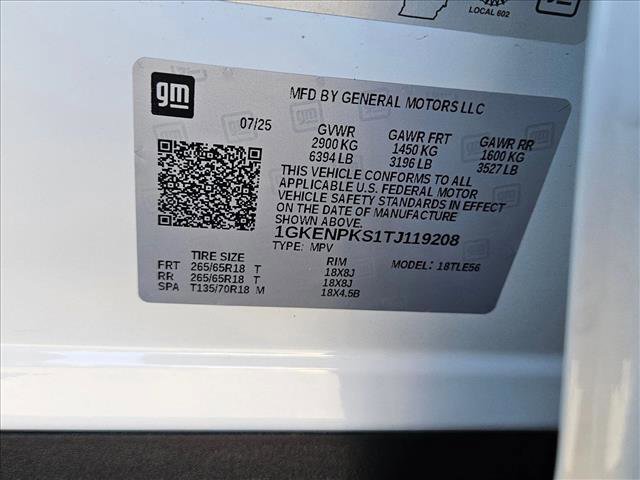 LOCAL 602
gm
MFD BY GENERAL MOTORS LLC
07/25 GVWR GAWR FRT GAWR RR
2900 KG 1450 KG 1600 KG
6394 LB 3196 LB 3527 LB
THIS VEHICLE CONFORMS TO ALL
APPLICABLE U.S. FEDERAL MOTOR
VEHICLE SAFETY STANDARDS IN EFFECT
ON THE DATE OF MANUFACTURE
SHOWN ABOVE.
1GKENPKS1TJ119208
TYPE: MPV MODEL: 18TLE56
TIRE SIZE RIM
FRT 265/65R18 T 18X8J
RR 265/65R18 T 18X8J
SPA T135/70R18 M 18X4.5B